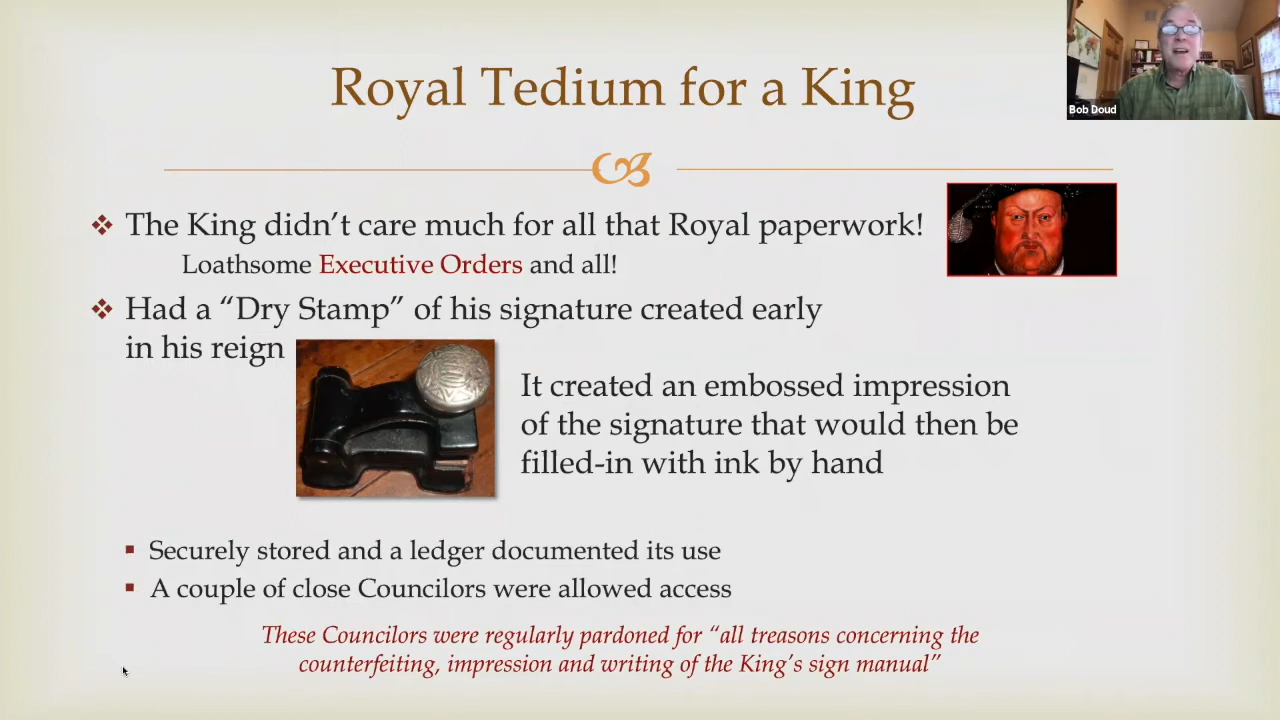 Royal Tedium for a King
Bob Doud
The King didn’t care much for all that Royal paperwork!
Loathsome Executive Orders and all!
Had a “Dry Stamp” of his signature created early
in his reign
It created an embossed impression
of the signature that would then be
filled-in with ink by hand
Securely stored and a ledger documented its use
A couple of close Councilors were allowed access
These Councilors were regularly pardoned for “all treasons concerning the
counterfeiting, impression and writing of the King’s sign manual”